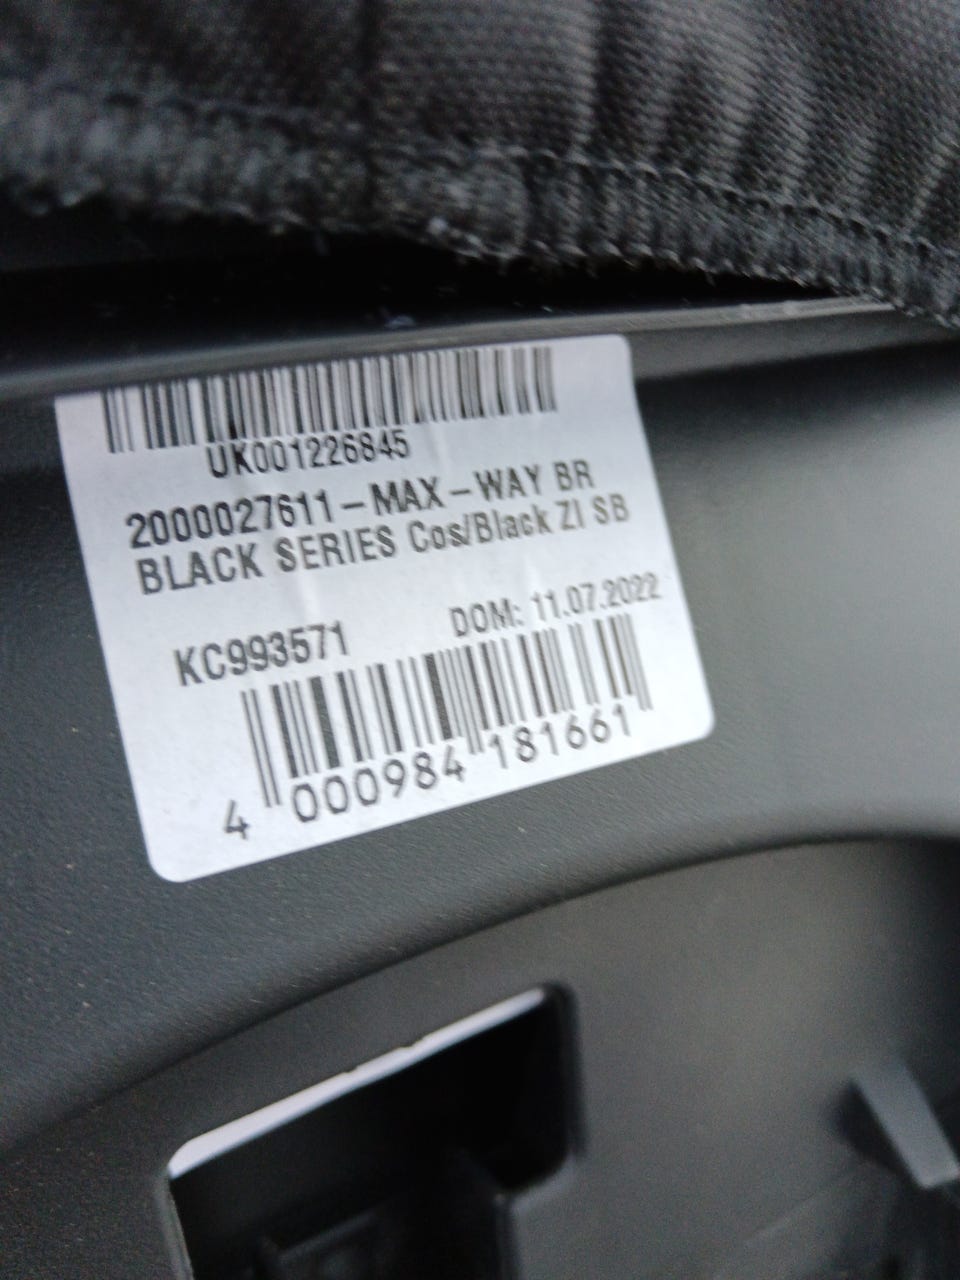 UK001226845
2000027611-MAX-WAY BR
BLACK SERIES Cos/Black ZI SB
KC993571 DOM: 11.07.2022
4 000984 181661